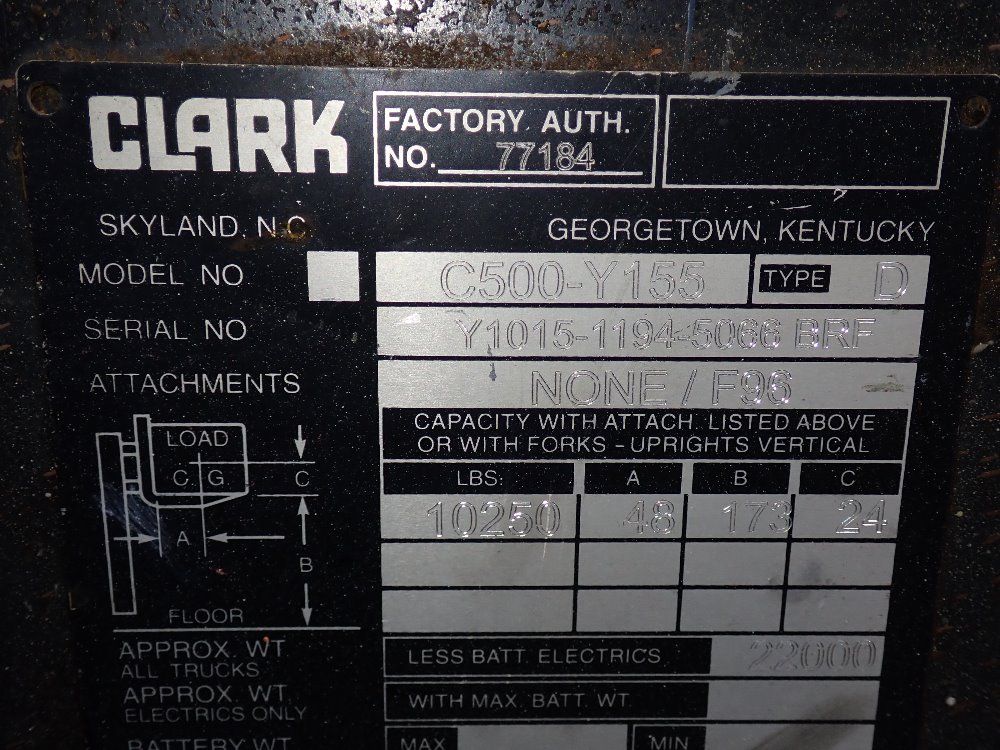 CLARK
FACTORY AUTH.
NO. 77184
SKYLAND, N.C. GEORGETOWN, KENTUCKY
MODEL NO C500-Y155 TYPE D
SERIAL NO Y1015-1194-5066 BRF
ATTACHMENTS NONE / F96
CAPACITY WITH ATTACH. LISTED ABOVE
OR WITH FORKS - UPRIGHTS VERTICAL
LBS: A B C
10250 48 173 24
LOAD
C G C
A
B
FLOOR
APPROX. WT
ALL TRUCKS
LESS BATT. ELECTRICS 22000
APPROX. WT
ELECTRICS ONLY
WITH MAX. BATT. WT.
BATTERY WT MAX MIN